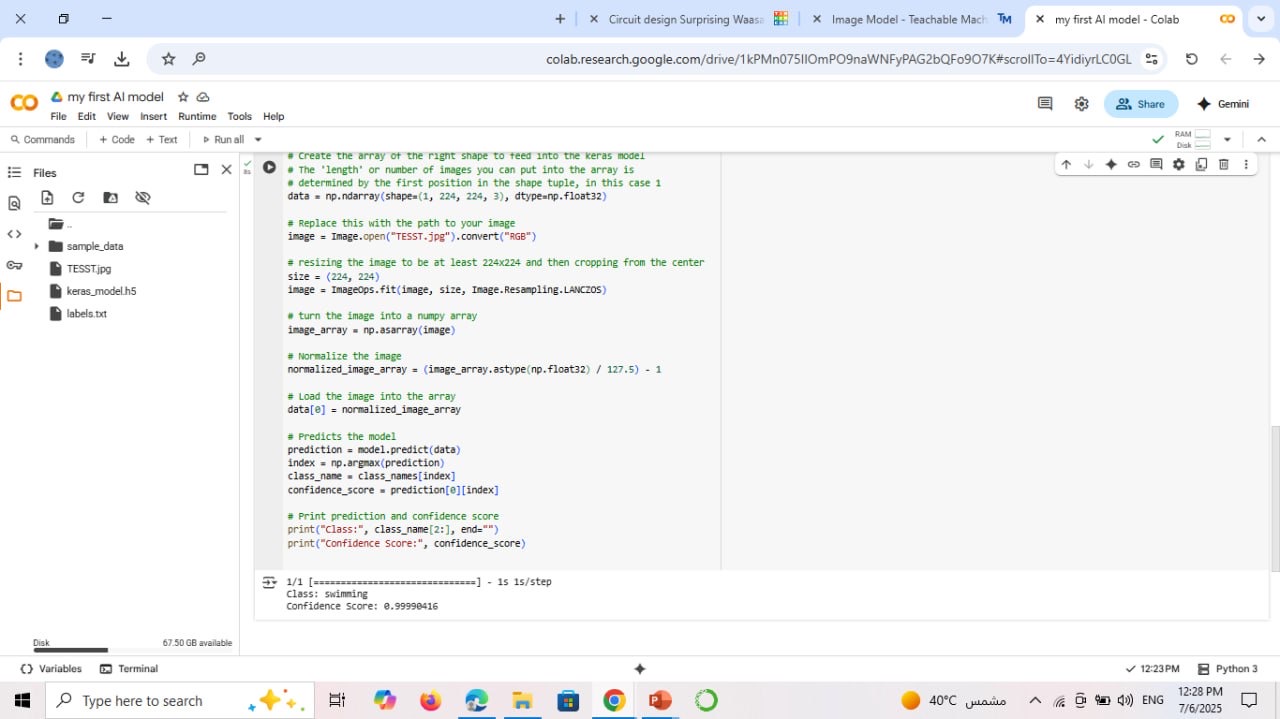 Circuit design Surprising Waasa
Image Model - Teachable Mach
my first AI model - Colab
colab.research.google.com/drive/1kPMn075IIOmPO9naWNFyPAG2bQFo9O7K#scrollTo=4YidiyrLC0GL
my first AI model
Share
Gemini
File Edit View Insert Runtime Tools Help
Commands + Code + Text Run all
RAM
Disk
Files
..
sample_data
TESST.jpg
keras_model.h5
labels.txt
Disk 67.50 GB available
# Create the array of the right shape to feed into the keras model
# The 'length' or number of images you can put into the array is
# determined by the first position in the shape tuple, in this case 1
data = np.ndarray(shape=(1, 224, 224, 3), dtype=np.float32)
# Replace this with the path to your image
image = Image.open("TESST.jpg").convert("RGB")
# resizing the image to be at least 224x224 and then cropping from the center
size = (224, 224)
image = ImageOps.fit(image, size, Image.Resampling.LANCZOS)
# turn the image into a numpy array
image_array = np.asarray(image)
# Normalize the image
normalized_image_array = (image_array.astype(np.float32) / 127.5) - 1
# Load the image into the array
data[0] = normalized_image_array
# Predicts the model
prediction = model.predict(data)
index = np.argmax(prediction)
class_name = class_names[index]
confidence_score = prediction[0][index]
# Print prediction and confidence score
print("Class:", class_name[2:], end="")
print("Confidence Score:", confidence_score)
1/1 [==============================] - 1s 1s/step
Class: swimming
Confidence Score: 0.99990416
Variables Terminal
12:23 PM Python 3
Type here to search
40°C مشمس
ENG
12:28 PM
7/6/2025